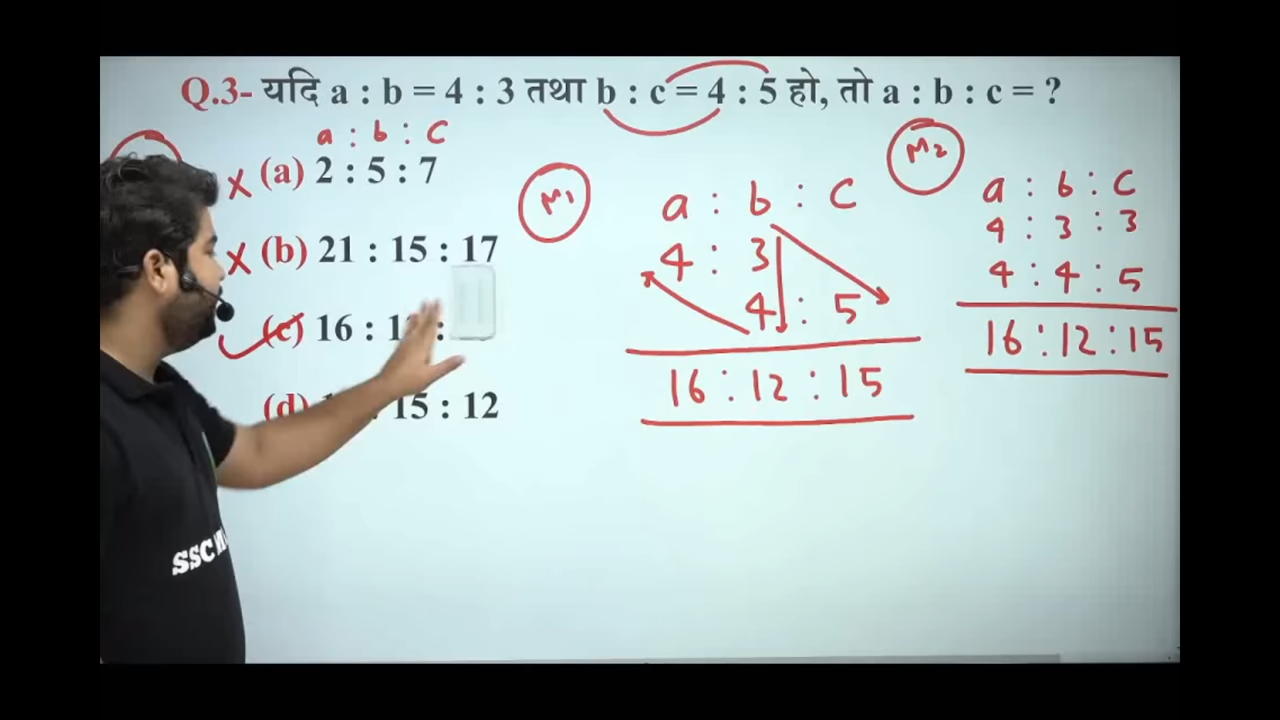 Q.3- यदि a : b = 4 : 3 तथा b : c = 4 : 5 हो, तो a : b : c = ?
a : b : c
(a) 2 : 5 : 7
(b) 21 : 15 : 17
(c) 16 : 1 :
(d) 15 : 12
M1
a : b : c
4 : 3
4 : 5
16 : 12 : 15
M2
a : b : c
4 : 3 : 3
4 : 4 : 5
16 : 12 : 15
SSC